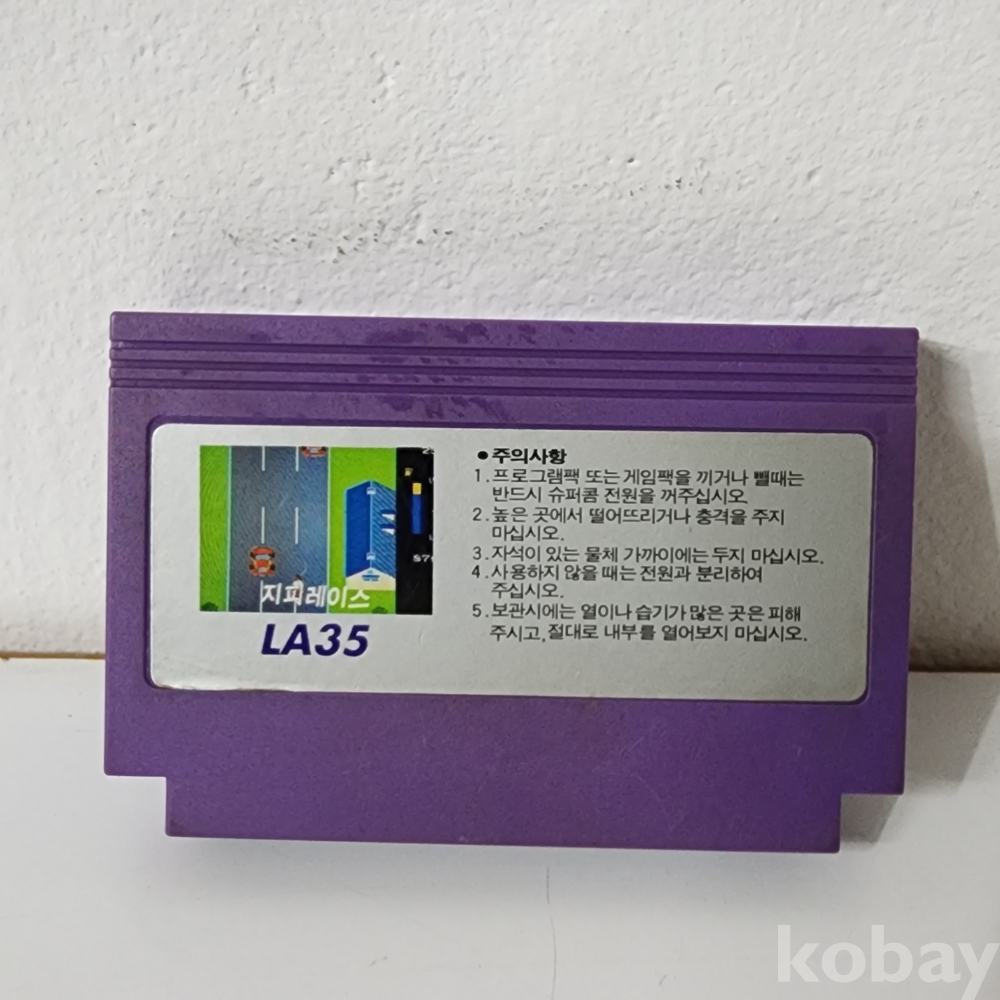 지피레이스
LA35
●주의사항
1.프로그램팩 또는 게임팩을 끼거나 뺄때는
반드시 슈퍼콤 전원을 꺼주십시오.
2.높은 곳에서 떨어뜨리거나 충격을 주지
마십시오.
3.자석이 있는 물체 가까이에는 두지 마십시오.
4.사용하지 않을 때는 전원과 분리하여
주십시오.
5.보관시에는 열이나 습기가 많은 곳은 피해
주시고, 절대로 내부를 열어보지 마십시오.
kobay